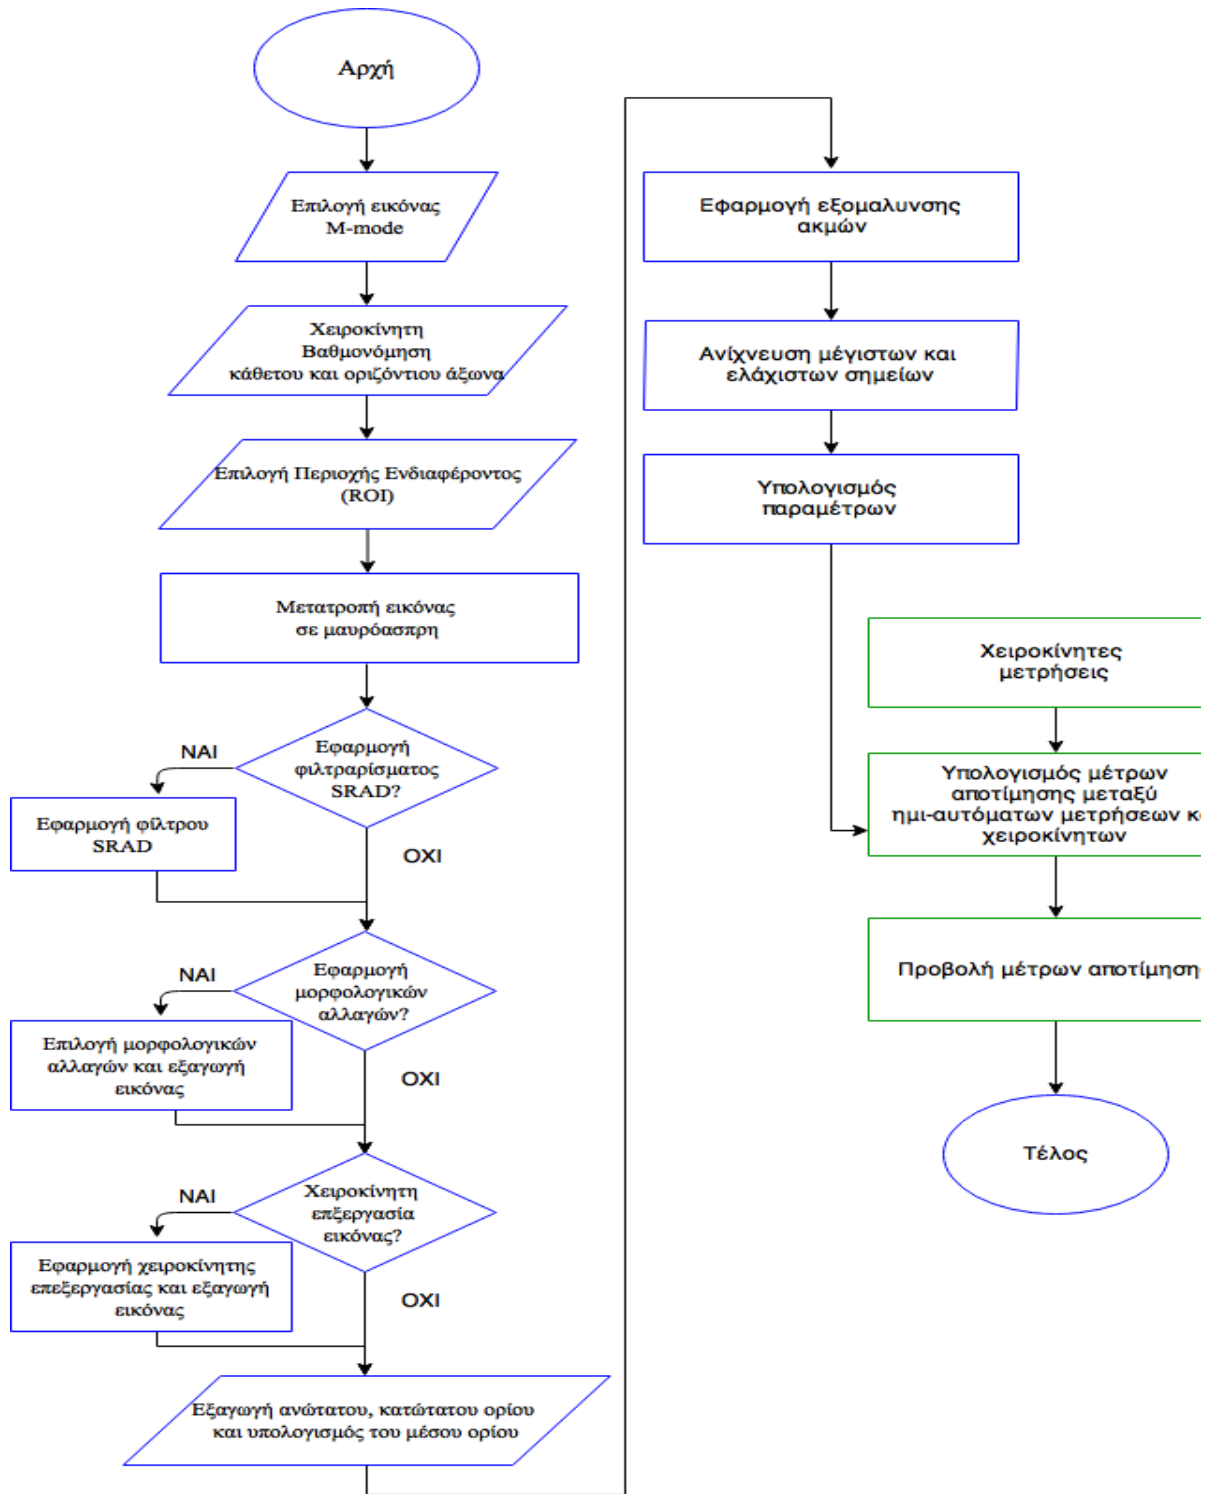 Αρχή
Επιλογή εικόνας
M-mode
Χειροκίνητη
Βαθμονόμηση
κάθετου και οριζόντιου άξωνα
Επιλογή Περιοχής Ενδιαφέροντος
(ROI)
Μετατροπή εικόνας
σε μαυρόασπρη
Εφαρμογή
φιλτραρίσματος
SRAD?
ΝΑΙ
Εφαρμογή φίλτρου
SRAD
ΟΧΙ
Εφαρμογή
μορφολογικών
αλλαγών?
ΝΑΙ
Επιλογή μορφολογικών
αλλαγών και εξαγωγή
εικόνας
ΟΧΙ
Χειροκίνητη
επξεργασία
εικόνας?
ΝΑΙ
Εφαρμογή χειροκίνητης
επεξεργασίας και εξαγωγή
εικόνας
ΟΧΙ
Εξαγωγή ανώτατου, κατώτατου ορίου
και υπολογισμός του μέσου ορίου
Εφαρμογή εξομαλυνσης
ακμών
Ανίχνευση μέγιστων και
ελάχιστων σημείων
Υπολογισμός
παραμέτρων
Χειροκίνητες
μετρήσεις
Υπολογισμός μέτρων
αποτίμησης μεταξύ
ημι-αυτόματων μετρήσεων
χειροκίνητων
Προβολή μέτρων αποτίμησης
Τέλος